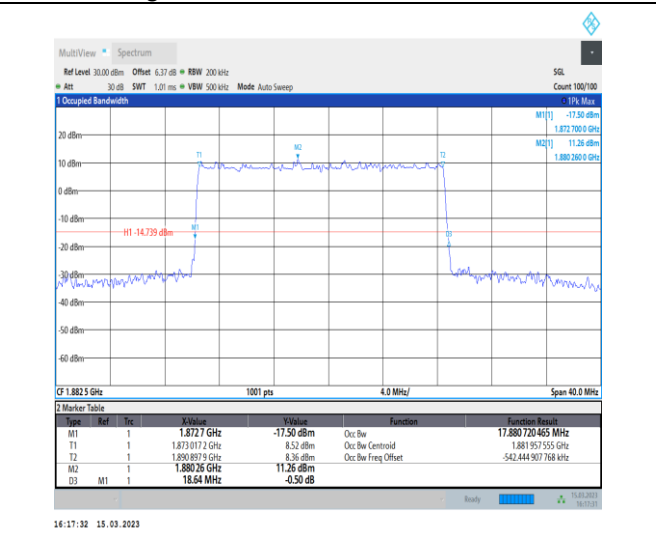 MultiView Spectrum
Ref Level 30.00 dBm Offset 6.37 dB RBW 200 kHz SGL
Att 30 dB SWT 1.01 ms VBW 500 kHz Mode Auto Sweep Count 100/100
1 Occupied Bandwidth 1Pk Max
M1[1] -17.50 dBm
1.872 700 0 GHz
M2[1] 11.26 dBm
1.880 260 0 GHz
20 dBm
M2
T1 T2
10 dBm
0 dBm
-10 dBm
M1
H1 -14.739 dBm D3
-20 dBm
-30 dBm
-40 dBm
-50 dBm
-60 dBm
CF 1.882 5 GHz 1001 pts 4.0 MHz/ Span 40.0 MHz
2 Marker Table
Type Ref Trc X-Value Y-Value Function Function Result
M1 1 1.872 7 GHz -17.50 dBm Occ Bw 17.880 720 465 MHz
T1 1 1.873 017 2 GHz 8.52 dBm Occ Bw Centroid 1.881 957 555 GHz
T2 1 1.890 897 9 GHz 8.36 dBm Occ Bw Freq Offset -542.444 907 768 kHz
M2 1 1.880 26 GHz 11.26 dBm
D3 M1 1 18.64 MHz -0.50 dB
Ready 15.03.2023
16:17:31
16:17:32 15.03.2023